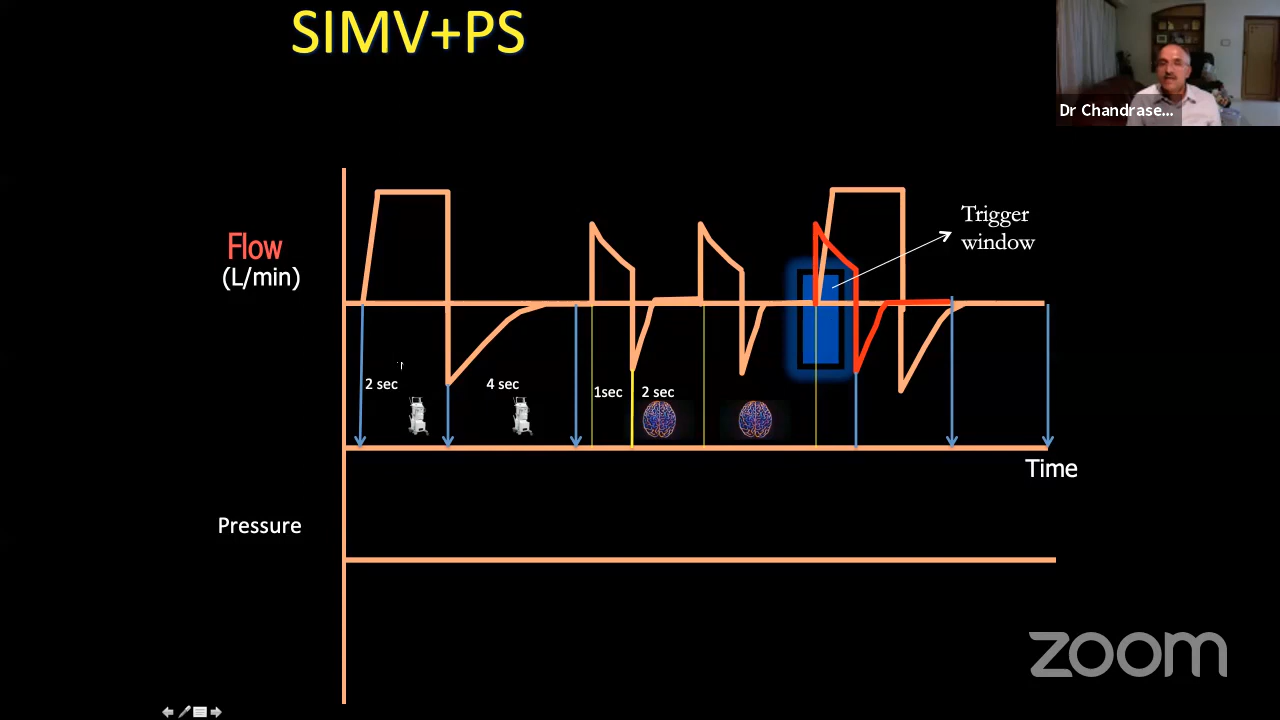 SIMV+PS
Dr Chandrase...
Trigger
window
Flow
(L/min)
2 sec
4 sec
1sec
2 sec
Time
Pressure
zoom